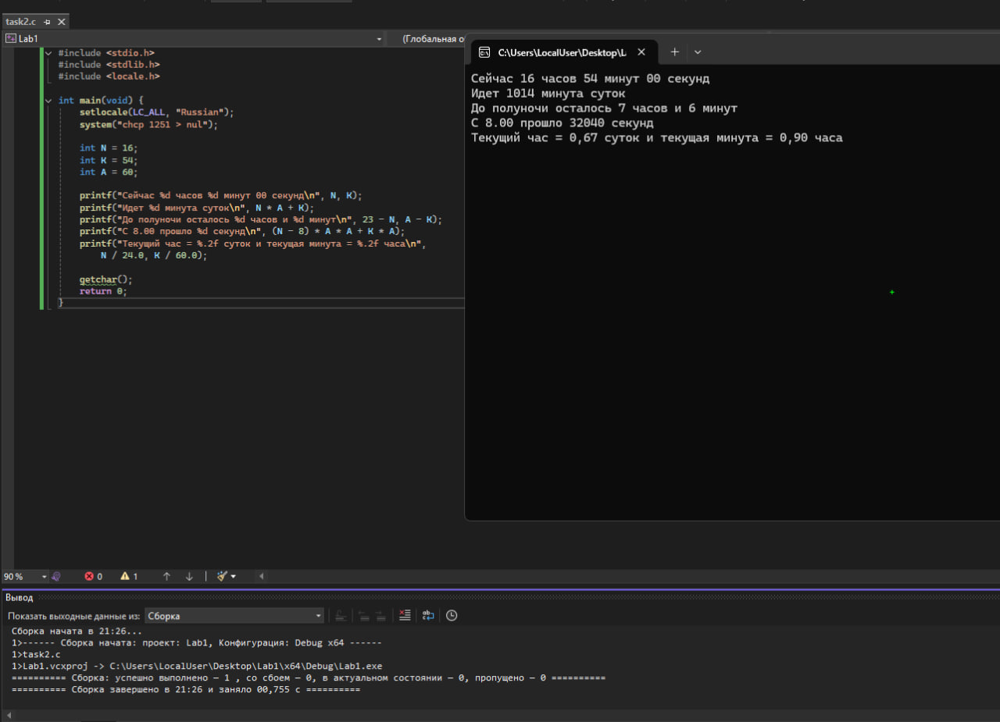 task2.c
Lab1
(Глобальная о
#include <stdio.h>
#include <stdlib.h>
#include <locale.h>
int main(void) {
setlocale(LC_ALL, "Russian");
system("chcp 1251 > nul");
int N = 16;
int K = 54;
int A = 60;
printf("Сейчас %d часов %d минут 00 секунд\n", N, K);
printf("Идет %d минута суток\n", N * A + K);
printf("До полуночи осталось %d часов и %d минут\n", 23 - N, A - K);
printf("С 8.00 прошло %d секунд\n", (N - 8) * A * A + K * A);
printf("Текущий час = %.2f суток и текущая минута = %.2f часа\n",
N / 24.0, K / 60.0);
getchar();
return 0;
}
C:\Users\LocalUser\Desktop\L
Сейчас 16 часов 54 минут 00 секунд
Идет 1014 минута суток
До полуночи осталось 7 часов и 6 минут
С 8.00 прошло 32040 секунд
Текущий час = 0,67 суток и текущая минута = 0,90 часа
90 % 0 1
Вывод
Показать выходные данные из: Сборка
Сборка начата в 21:26...
1>------ Сборка начата: проект: Lab1, Конфигурация: Debug x64 ------
1>task2.c
1>Lab1.vcxproj -> C:\Users\LocalUser\Desktop\Lab1\x64\Debug\Lab1.exe
========== Сборка: успешно выполнено – 1 , со сбоем – 0, в актуальном состоянии – 0, пропущено – 0 ==========
========== Сборка завершено в 21:26 и заняло 00,755 с ==========